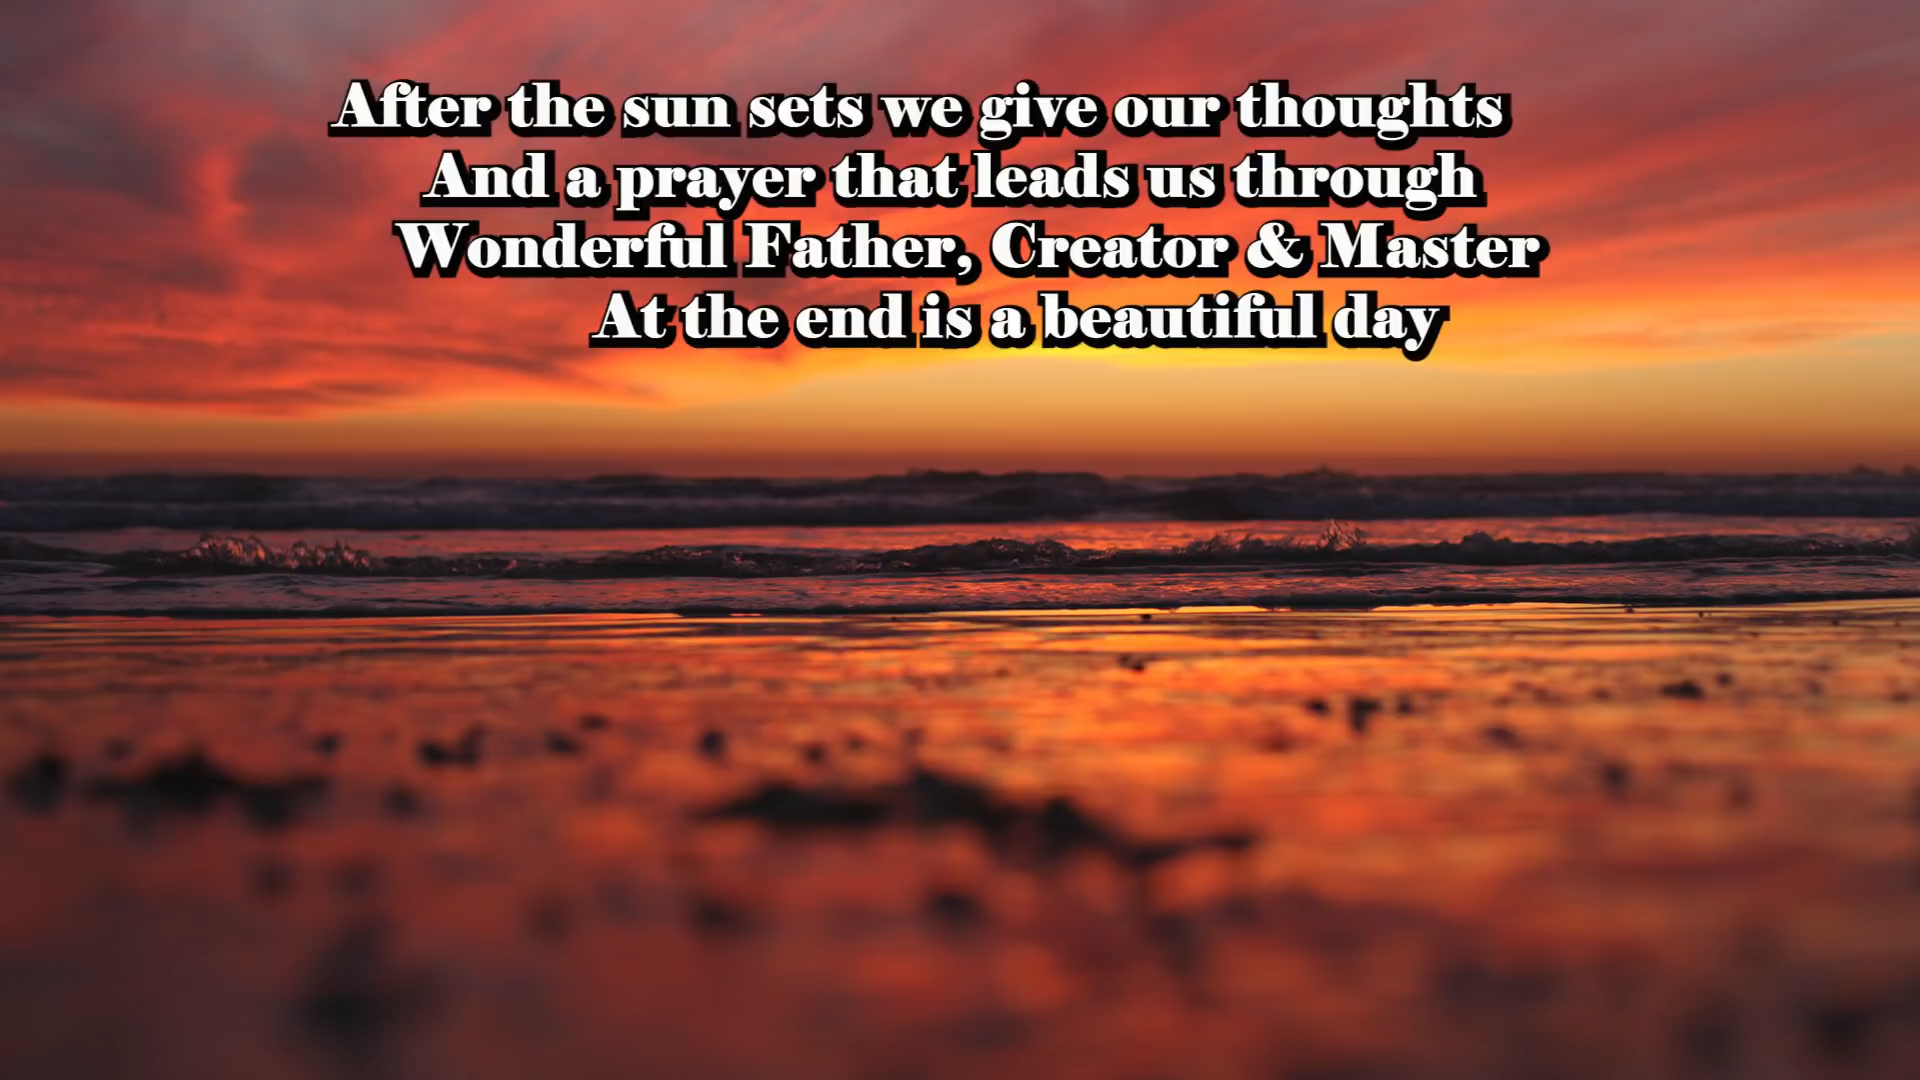 After the sun sets we give our thoughts
And a prayer that leads us through
Wonderful Father, Creator & Master
At the end is a beautiful day